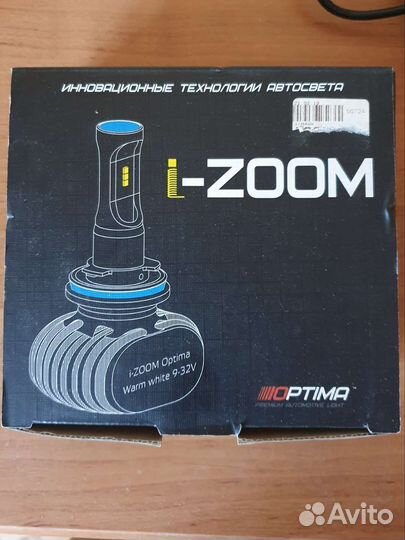 ИННОВАЦИОННЫЕ ТЕХНОЛОГИИ АВТОСВЕТА
i-ZOOM
i-ZOOM Optima
Warm white 9-32V
OPTIMA
PREMIUM AUTOMOTIVE LIGHT
Avito